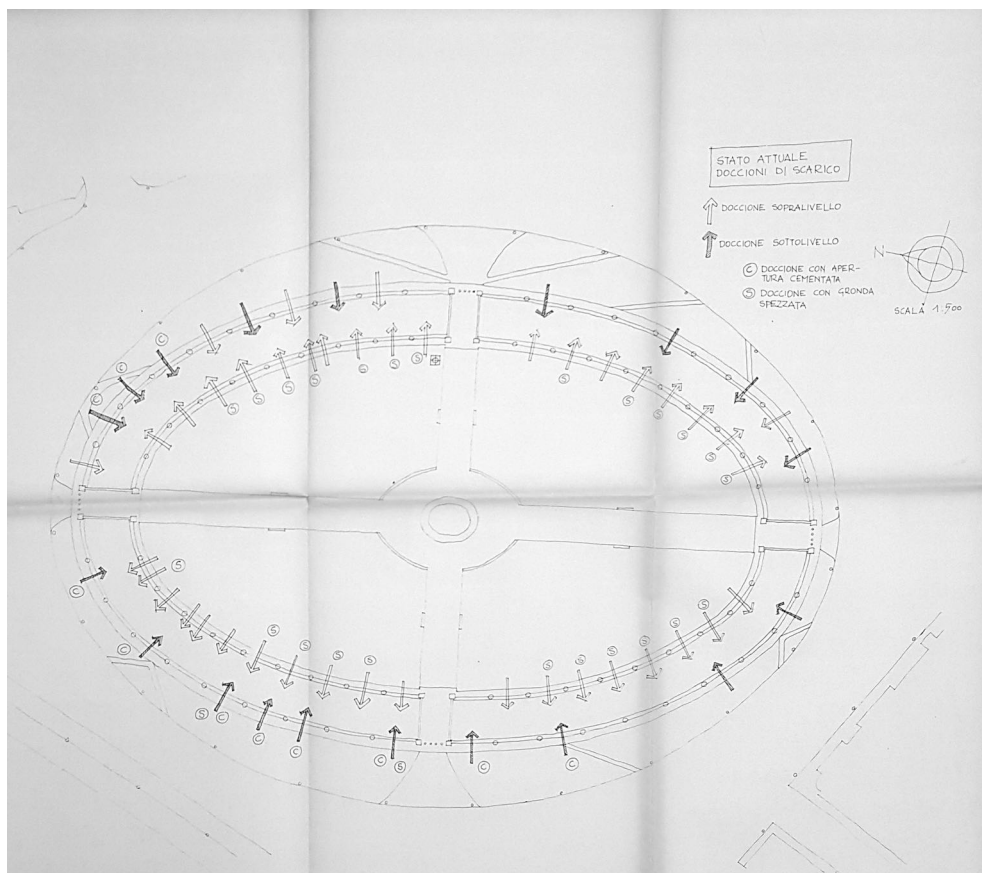 STATO ATTUALE
DOCCIONI DI SCARICO
DOCCIONE SOPRALIVELLO
DOCCIONE SOTTOLIVELLO
C DOCCIONE CON APER-
TURA CEMENTATA
S DOCCIONE CON GRONDA
SPEZZATA
N
SCALA 1:500
C
C
C
S
S
S
S
S
S
S
S
S
S
S
S
S
C
S
C
S
S
S
S
S
C
C
C
C
S
C
C
S
S
S
S
S
S